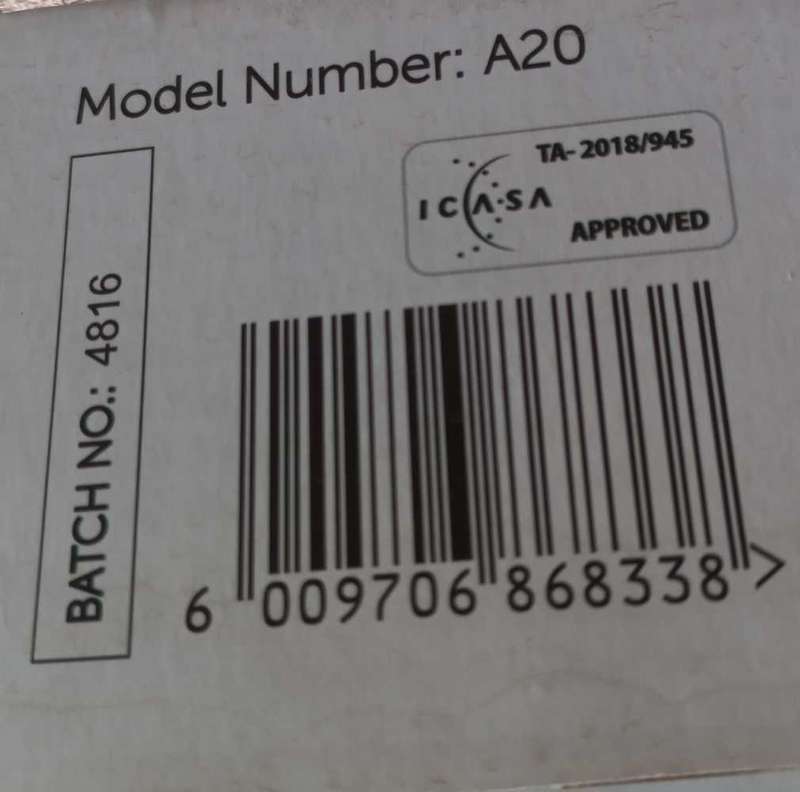 Model Number: A20
TA-2018/945
ICASA
APPROVED
BATCH NO.: 4816
6 009706 868338 >